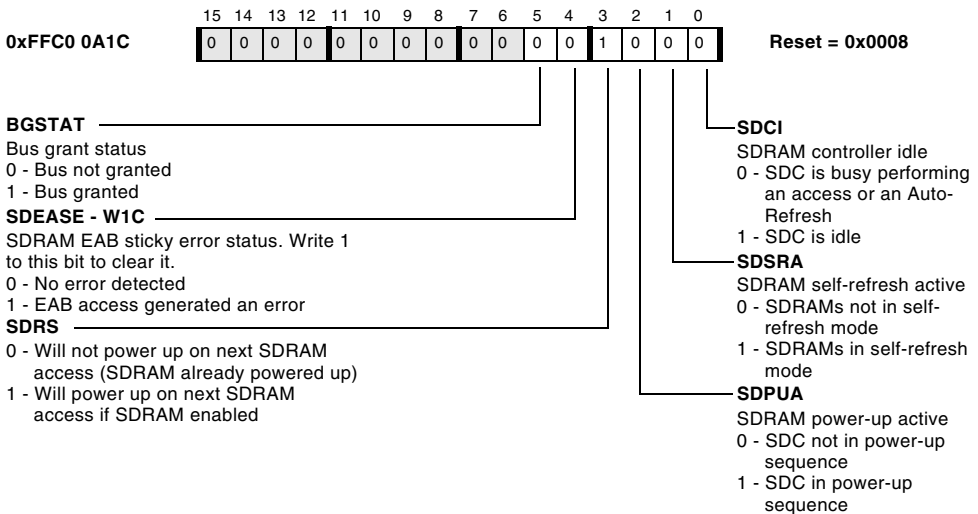 15 14 13 12 11 10 9 8 7 6 5 4 3 2 1 0
0xFFC0 0A1C
0 0 0 0 0 0 0 0 0 0 0 0 1 0 0 0
Reset = 0x0008
BGSTAT
Bus grant status
0 - Bus not granted
1 - Bus granted
SDEASE - W1C
SDRAM EAB sticky error status. Write 1
to this bit to clear it.
0 - No error detected
1 - EAB access generated an error
SDRS
0 - Will not power up on next SDRAM
access (SDRAM already powered up)
1 - Will power up on next SDRAM
access if SDRAM enabled
SDCI
SDRAM controller idle
0 - SDC is busy performing
an access or an Auto-
Refresh
1 - SDC is idle
SDSRA
SDRAM self-refresh active
0 - SDRAMs not in self-
refresh mode
1 - SDRAMs in self-refresh
mode
SDPUA
SDRAM power-up active
0 - SDC not in power-up
sequence
1 - SDC in power-up
sequence